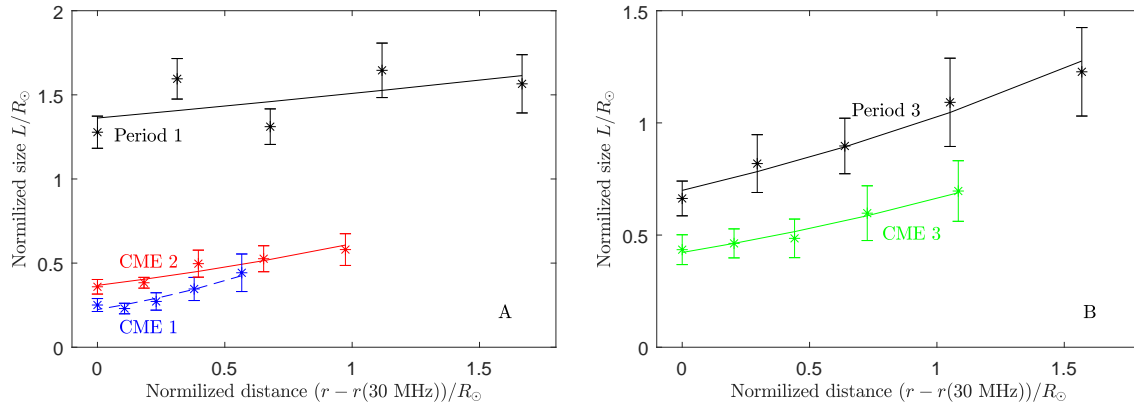 2
1.5
1
0.5
0
0
0.5
1
1.5
Normilized size L/R☉
Normilized distance (r − r(30 MHz))/R☉
Period 1
CME 2
CME 1
A
1.5
1
0.5
0
0
0.5
1
1.5
Normilized size L/R☉
Normilized distance (r − r(30 MHz))/R☉
Period 3
CME 3
B